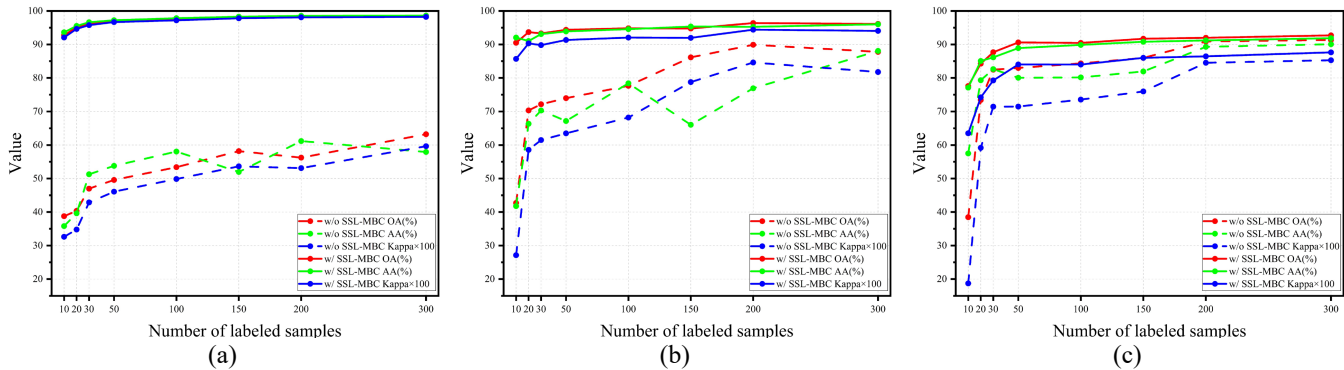 100
90
80
70
60
50
40
30
20
Value
10 20 30 50 100 150 200 300
Number of labeled samples
w/o SSL-MBC OA(%)
w/o SSL-MBC AA(%)
w/o SSL-MBC Kappa×100
w/ SSL-MBC OA(%)
w/ SSL-MBC AA(%)
w/ SSL-MBC Kappa×100
(a)
100
90
80
70
60
50
40
30
20
Value
10 20 30 50 100 150 200 300
Number of labeled samples
w/o SSL-MBC OA(%)
w/o SSL-MBC AA(%)
w/o SSL-MBC Kappa×100
w/ SSL-MBC OA(%)
w/ SSL-MBC AA(%)
w/ SSL-MBC Kappa×100
(b)
100
90
80
70
60
50
40
30
20
Value
10 20 30 50 100 150 200 300
Number of labeled samples
w/o SSL-MBC OA(%)
w/o SSL-MBC AA(%)
w/o SSL-MBC Kappa×100
w/ SSL-MBC OA(%)
w/ SSL-MBC AA(%)
w/ SSL-MBC Kappa×100
(c)